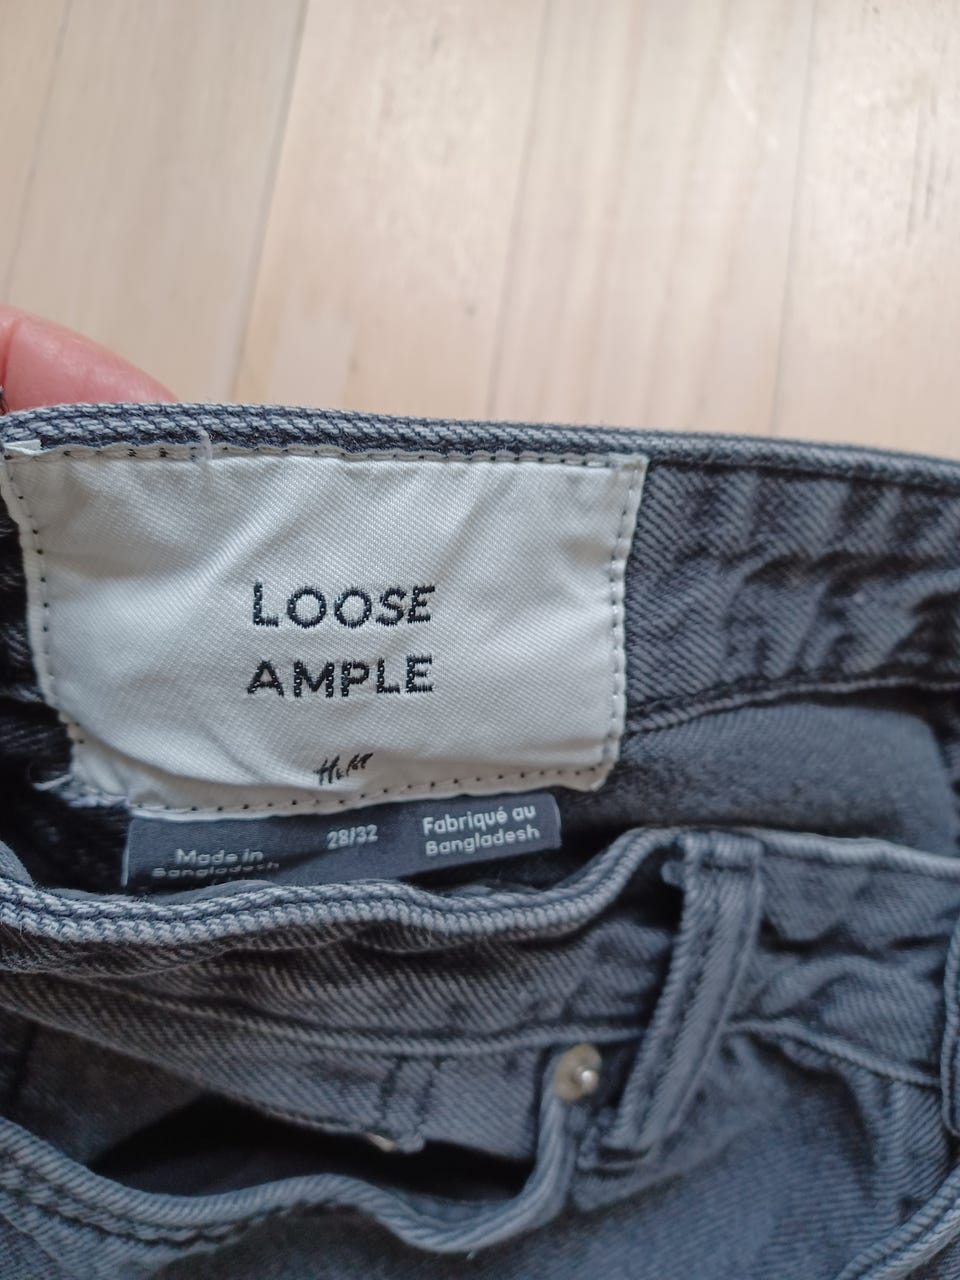 LOOSE
AMPLE
H&M
Made in
Bangladesh
28/32
Fabriqué au
Bangladesh